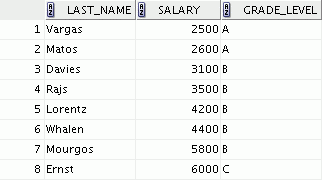 LAST_NAME SALARY GRADE_LEVEL
1 Vargas 2500 A
2 Matos 2600 A
3 Davies 3100 B
4 Rajs 3500 B
5 Lorentz 4200 B
6 Whalen 4400 B
7 Mourgos 5800 B
8 Ernst 6000 C